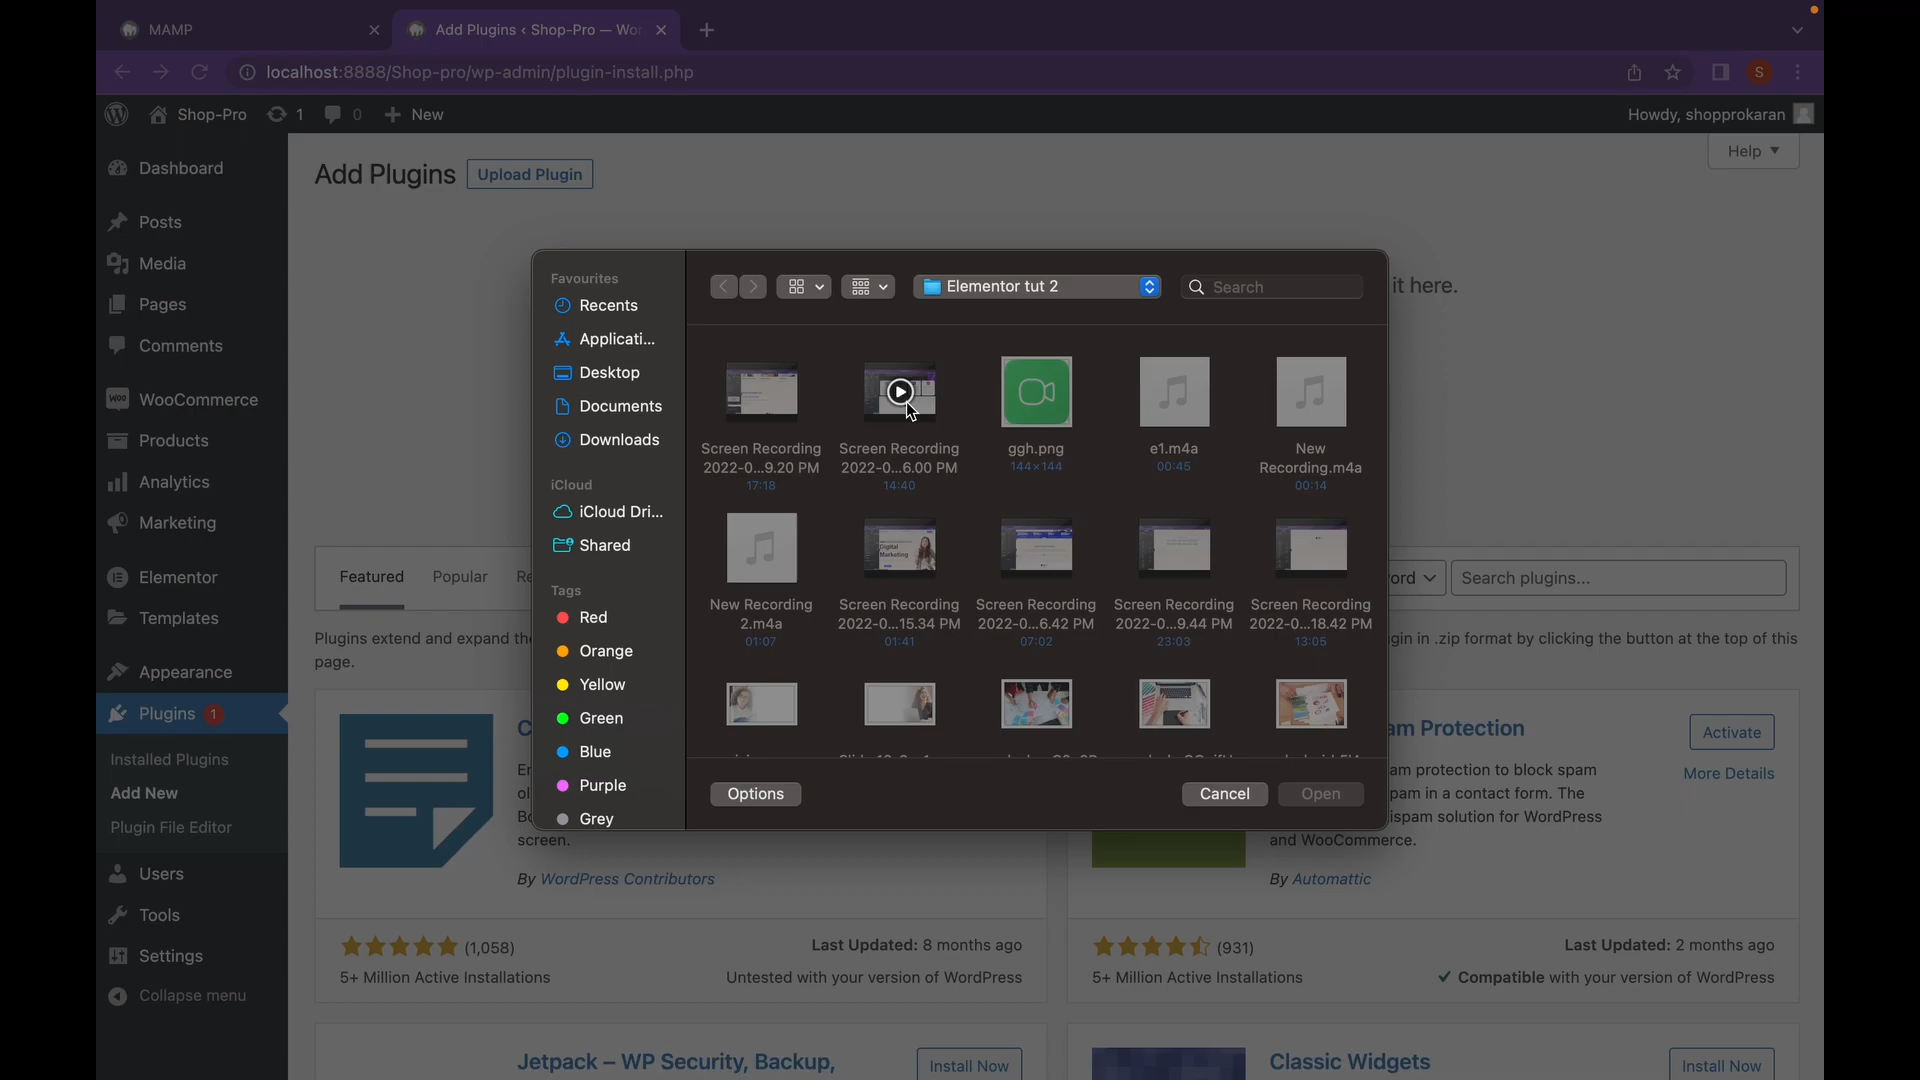 MAMP
Add Plugins ‹ Shop-Pro — Wor
localhost:8888/Shop-pro/wp-admin/plugin-install.php
S
Shop-Pro
1
0
New
Howdy, shopprokaran
Dashboard
Posts
Media
Pages
Comments
WooCommerce
Products
Analytics
Marketing
Elementor
Templates
Appearance
Plugins 1
Installed Plugins
Add New
Plugin File Editor
Users
Tools
Settings
Collapse menu
Add Plugins
Upload Plugin
Help
it here.
Favourites
Recents
Applicati...
Desktop
Documents
Downloads
iCloud
iCloud Dri...
Shared
Tags
Red
Orange
Yellow
Green
Blue
Purple
Grey
Elementor tut 2
Search
Screen Recording
2022-0...9.20 PM
17:18
Screen Recording
2022-0...6.00 PM
14:40
ggh.png
144×144
e1.m4a
00:45
New
Recording.m4a
00:14
New Recording
2.m4a
01:07
Digital
Marketing
Screen Recording
2022-0...15.34 PM
01:41
Screen Recording
2022-0...6.42 PM
07:02
Screen Recording
2022-0...9.44 PM
23:03
Screen Recording
2022-0...18.42 PM
13:05
Options
Cancel
Open
Featured
Popular
Re
ord
Search plugins...
Plugins extend and expand th
gin in .zip format by clicking the button at the top of this
page.
C
screen.
By WordPress Contributors
(1,058)
5+ Million Active Installations
Last Updated: 8 months ago
Untested with your version of WordPress
am Protection
Activate
More Details
am protection to block spam
pam in a contact form. The
ispam solution for WordPress
and WooCommerce.
By Automattic
(931)
5+ Million Active Installations
Last Updated: 2 months ago
Compatible with your version of WordPress
Jetpack – WP Security, Backup,
Install Now
Classic Widgets
Install Now